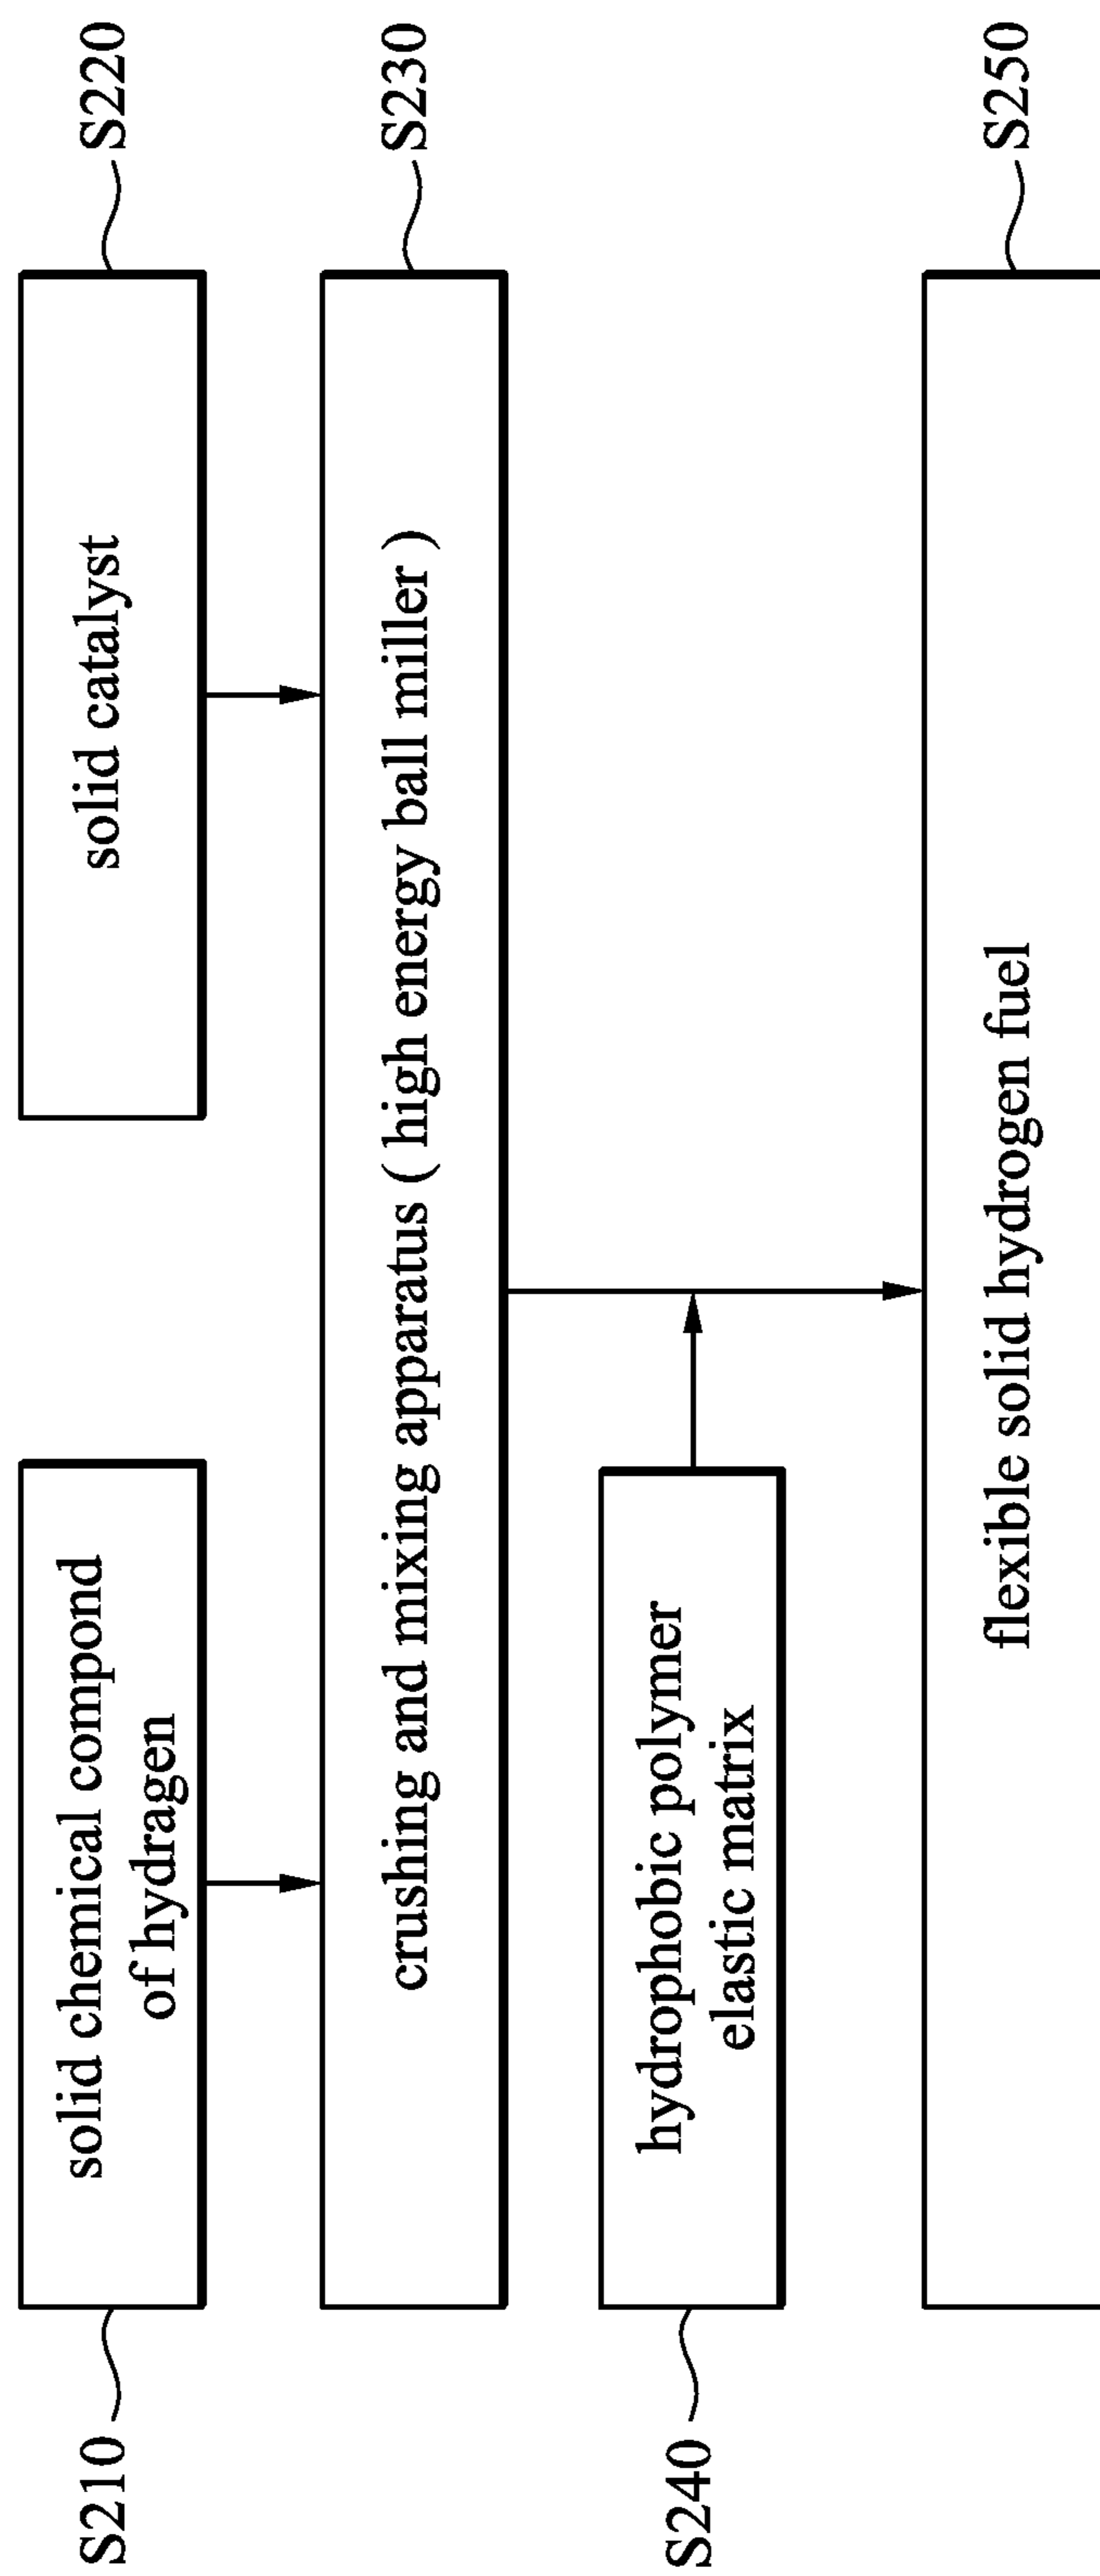 S210
solid chemical compond
of hydragen
solid catalyst
S220
crushing and mixing apparatus ( high energy ball miller )
S230
S240
hydrophobic polymer
elastic matrix
flexible solid hydrogen fuel
S250